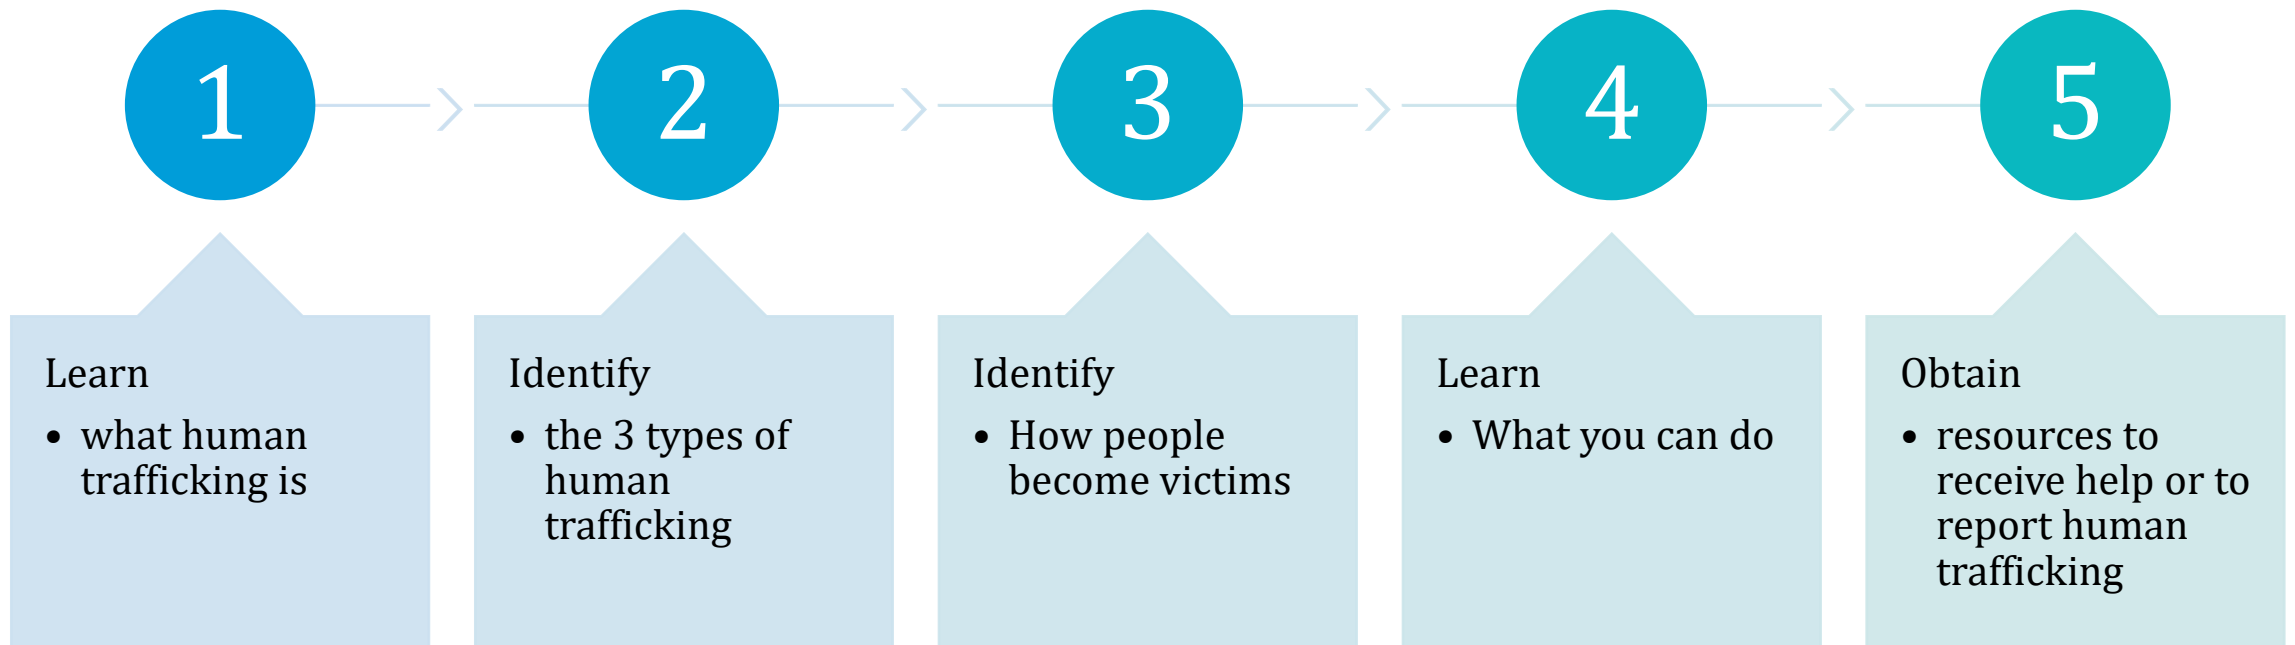 1
2
3
4
5
Learn
• what human
trafficking is
Identify
• the 3 types of
human
trafficking
Identify
• How people
become victims
Learn
• What you can do
Obtain
• resources to
receive help or to
report human
trafficking